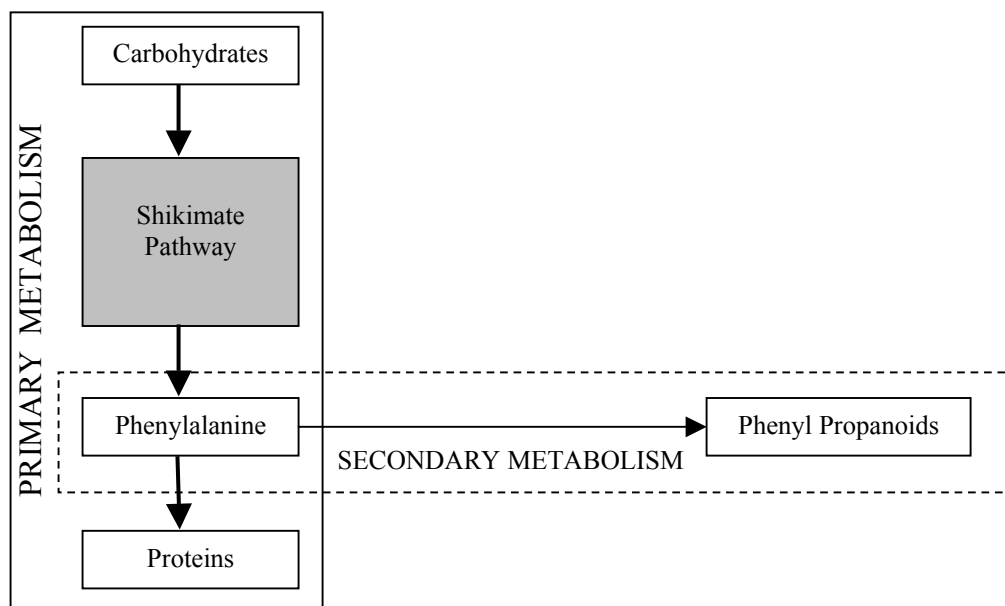 Carbohydrates
PRIMARY METABOLISM
Shikimate
Pathway
Phenylalanine
Phenyl Propanoids
SECONDARY METABOLISM
Proteins